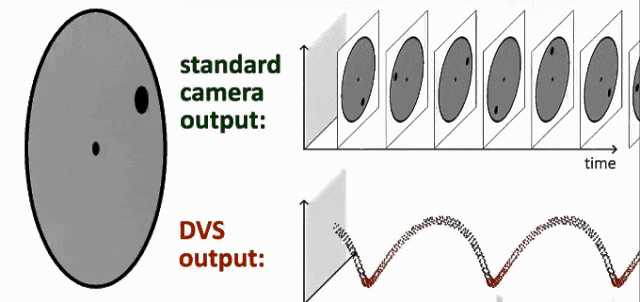 standard
camera
output:
time
DVS
output: